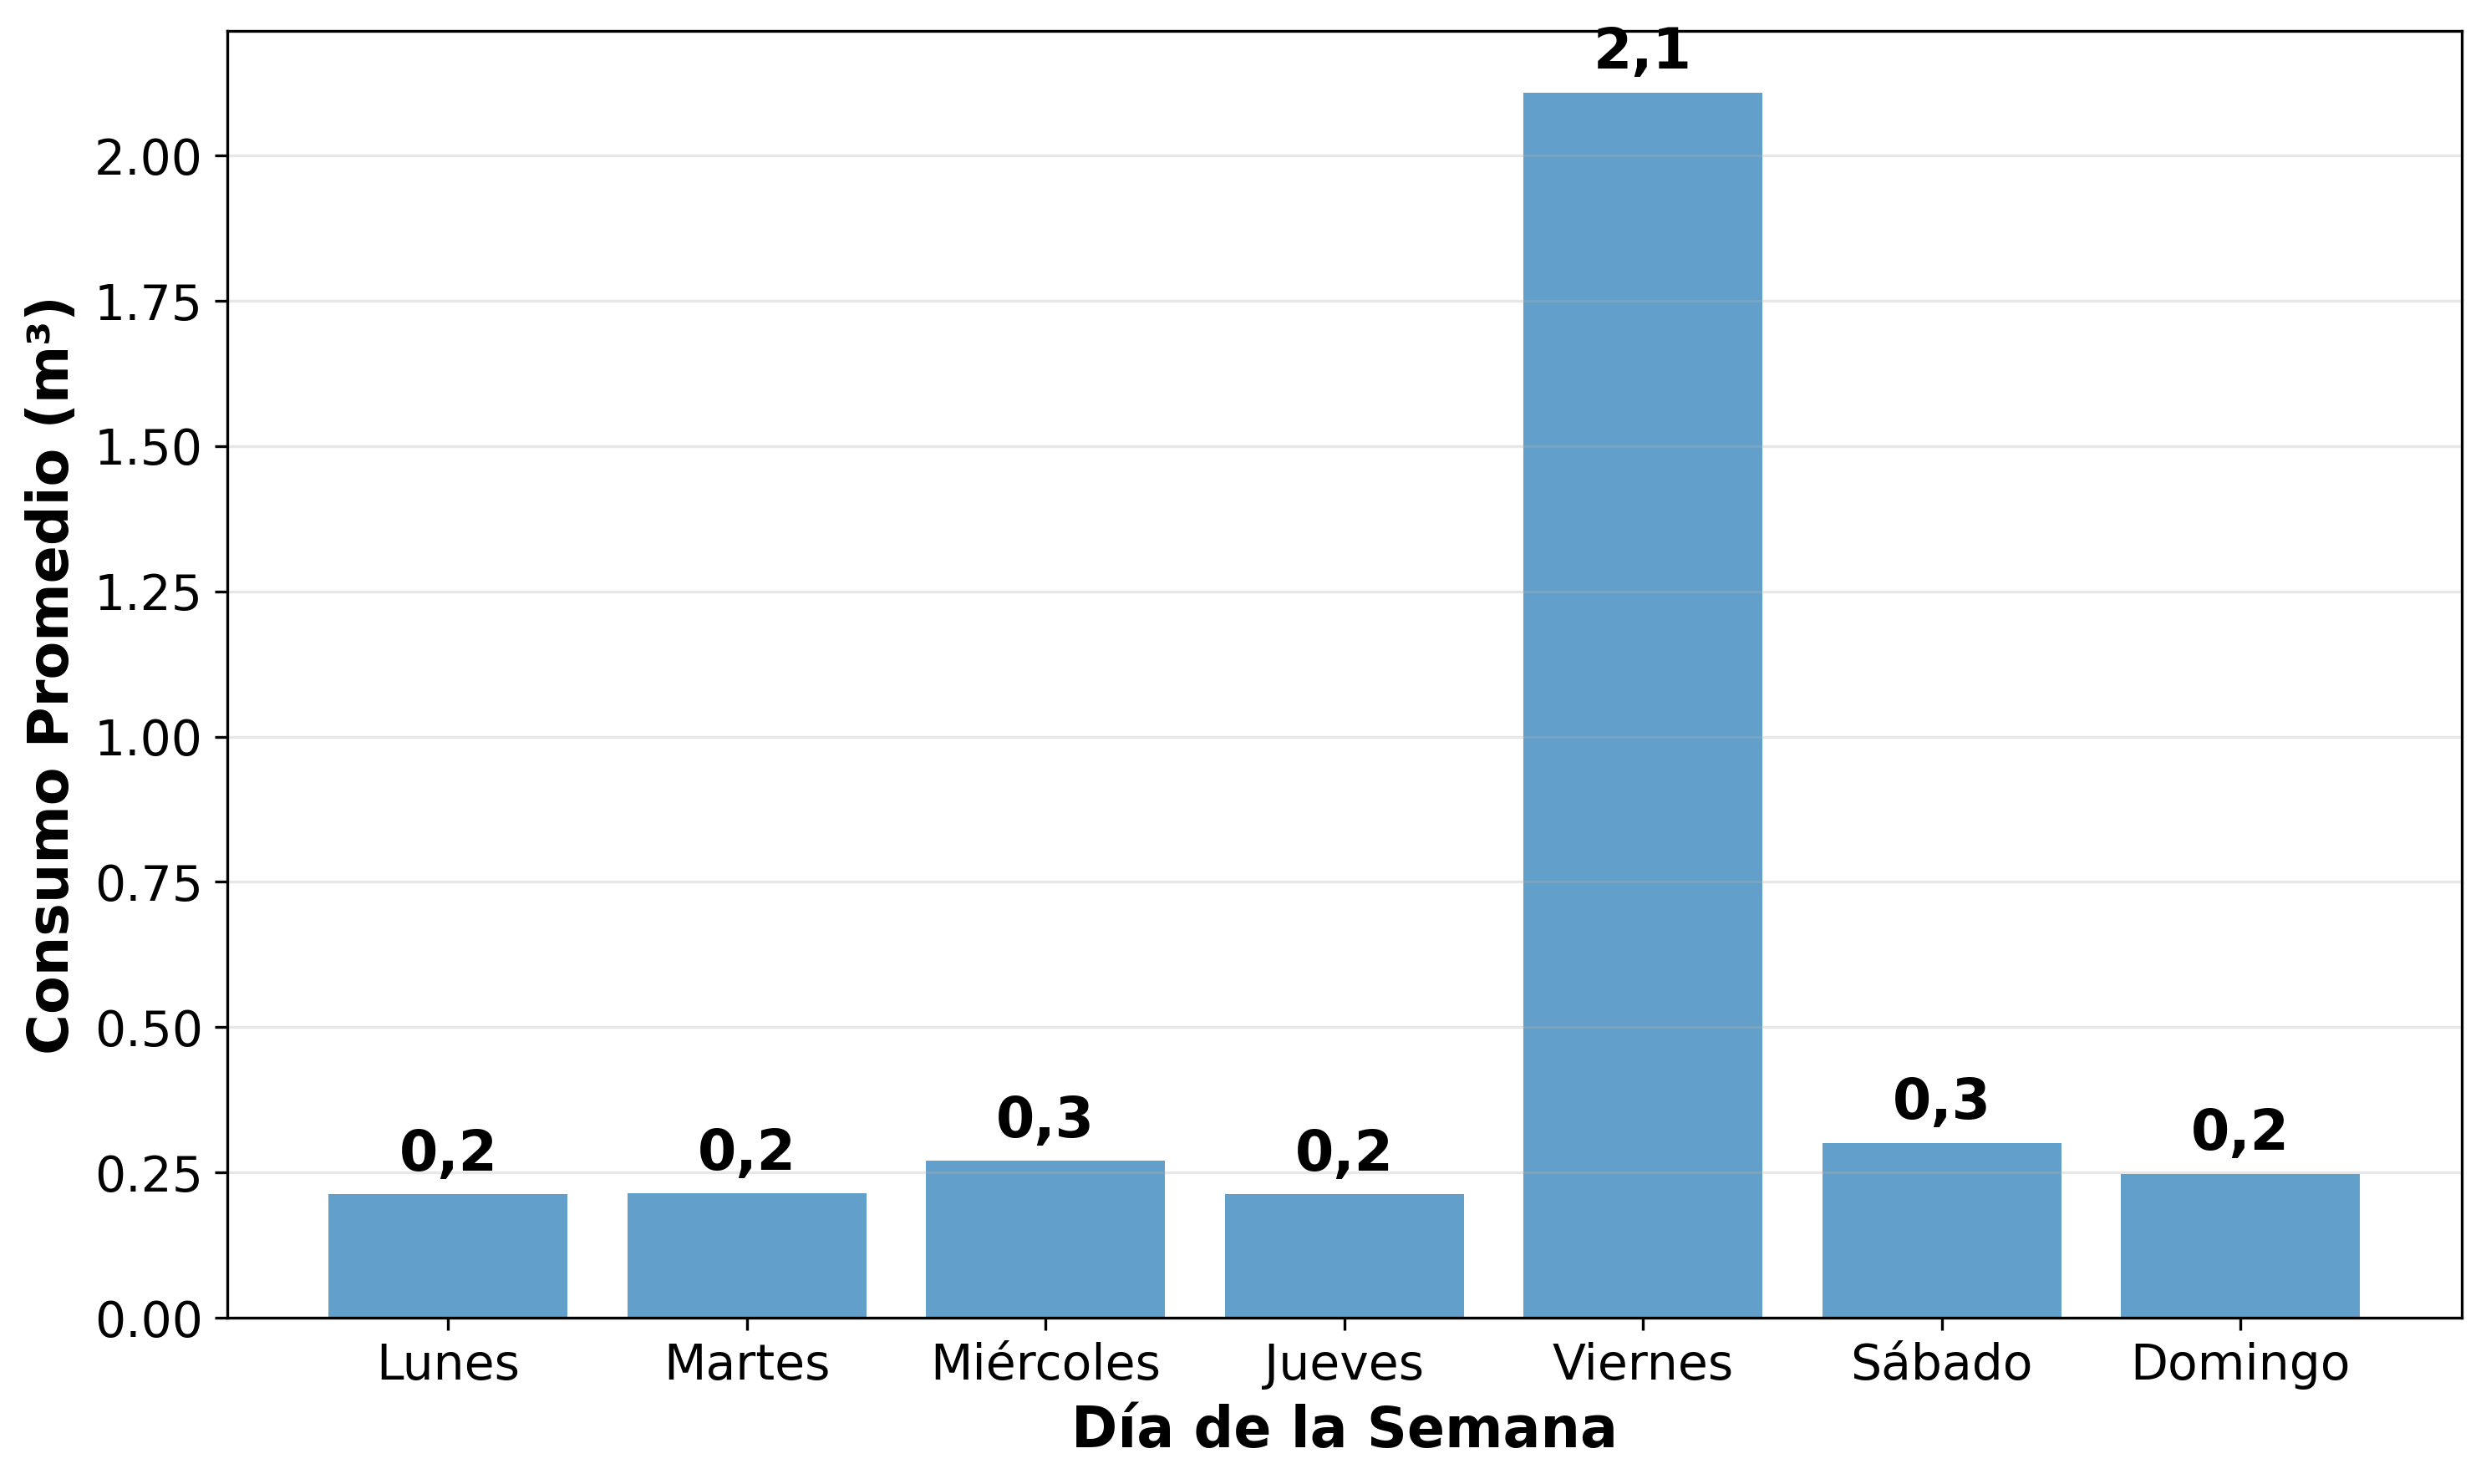 Consumo Promedio (m³)
2.00
1.75
1.50
1.25
1.00
0.75
0.50
0.25
0.00
0,2
0,2
0,3
0,2
2,1
0,3
0,2
Lunes
Martes
Miércoles
Jueves
Viernes
Sábado
Domingo
Día de la Semana